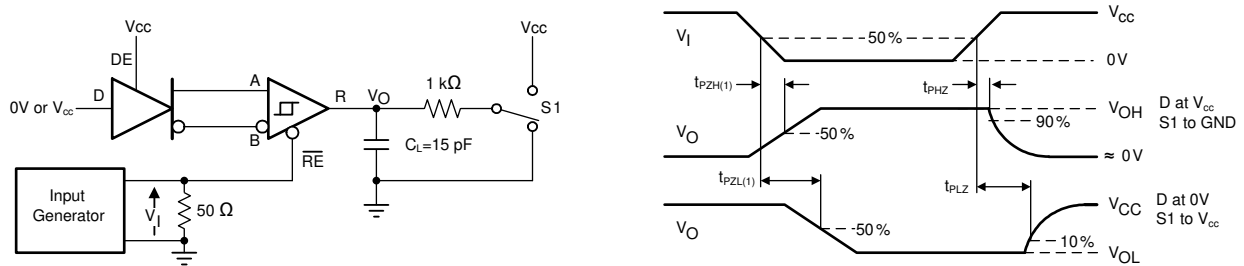 Vcc
DE
0V or Vcc
D
A
B
R
VO
1 kΩ
Vcc
S1
CL=15 pF
RE
Input
Generator
VI
50 Ω
VI
50%
Vcc
0V
tPZH(1)
tPHZ
VO
50%
90%
VOH
≈ 0V
D at Vcc
S1 to GND
tPZL(1)
tPLZ
VO
50%
10%
VCC
VOL
D at 0V
S1 to Vcc